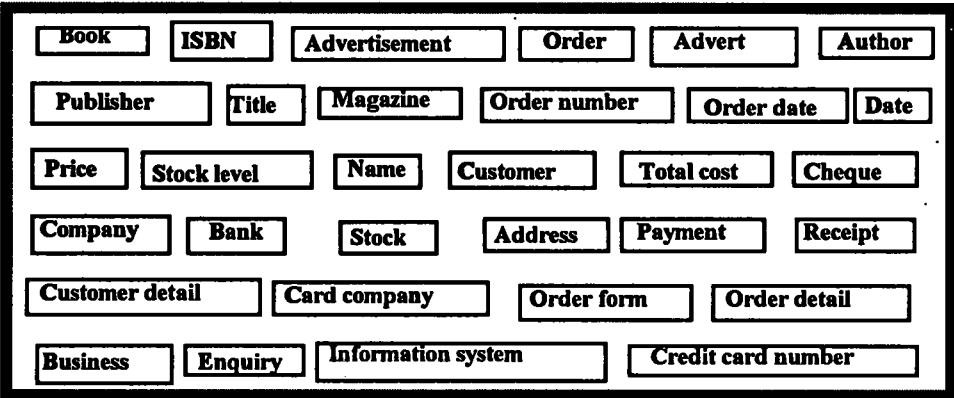 Book ISBN Advertisement Order Advert Author
Publisher Title Magazine Order number Order date Date
Price Stock level Name Customer Total cost Cheque
Company Bank Stock Address Payment Receipt
Customer detail Card company Order form Order detail
Business Enquiry Information system Credit card number